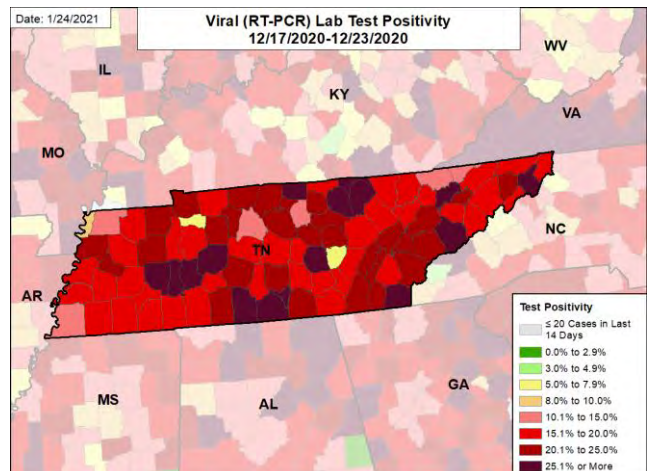 Date: 1/24/2021
Viral (RT-PCR) Lab Test Positivity
12/17/2020-12/23/2020
WV
IL
KY
VA
MO
TN
NC
AR
MS
AL
GA
Test Positivity
≤ 20 Cases in Last
14 Days
0.0% to 2.9%
3.0% to 4.9%
5.0% to 7.9%
8.0% to 10.0%
10.1% to 15.0%
15.1% to 20.0%
20.1% to 25.0%
25.1% or More